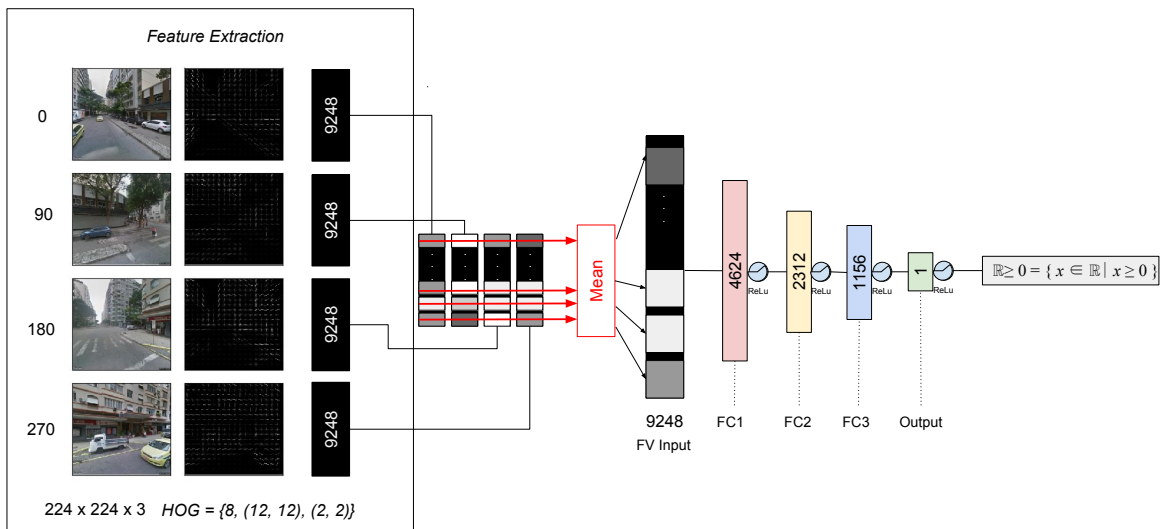 Feature Extraction
0
9248
90
9248
180
9248
270
9248
224 x 224 x 3 HOG = {8, (12, 12), (2, 2)}
Mean
9248
FV Input
4624
ReLu
FC1
2312
ReLu
FC2
1156
ReLu
FC3
1
ReLu
Output
ℝ≥ 0 = { x ∈ ℝ | x ≥ 0 }